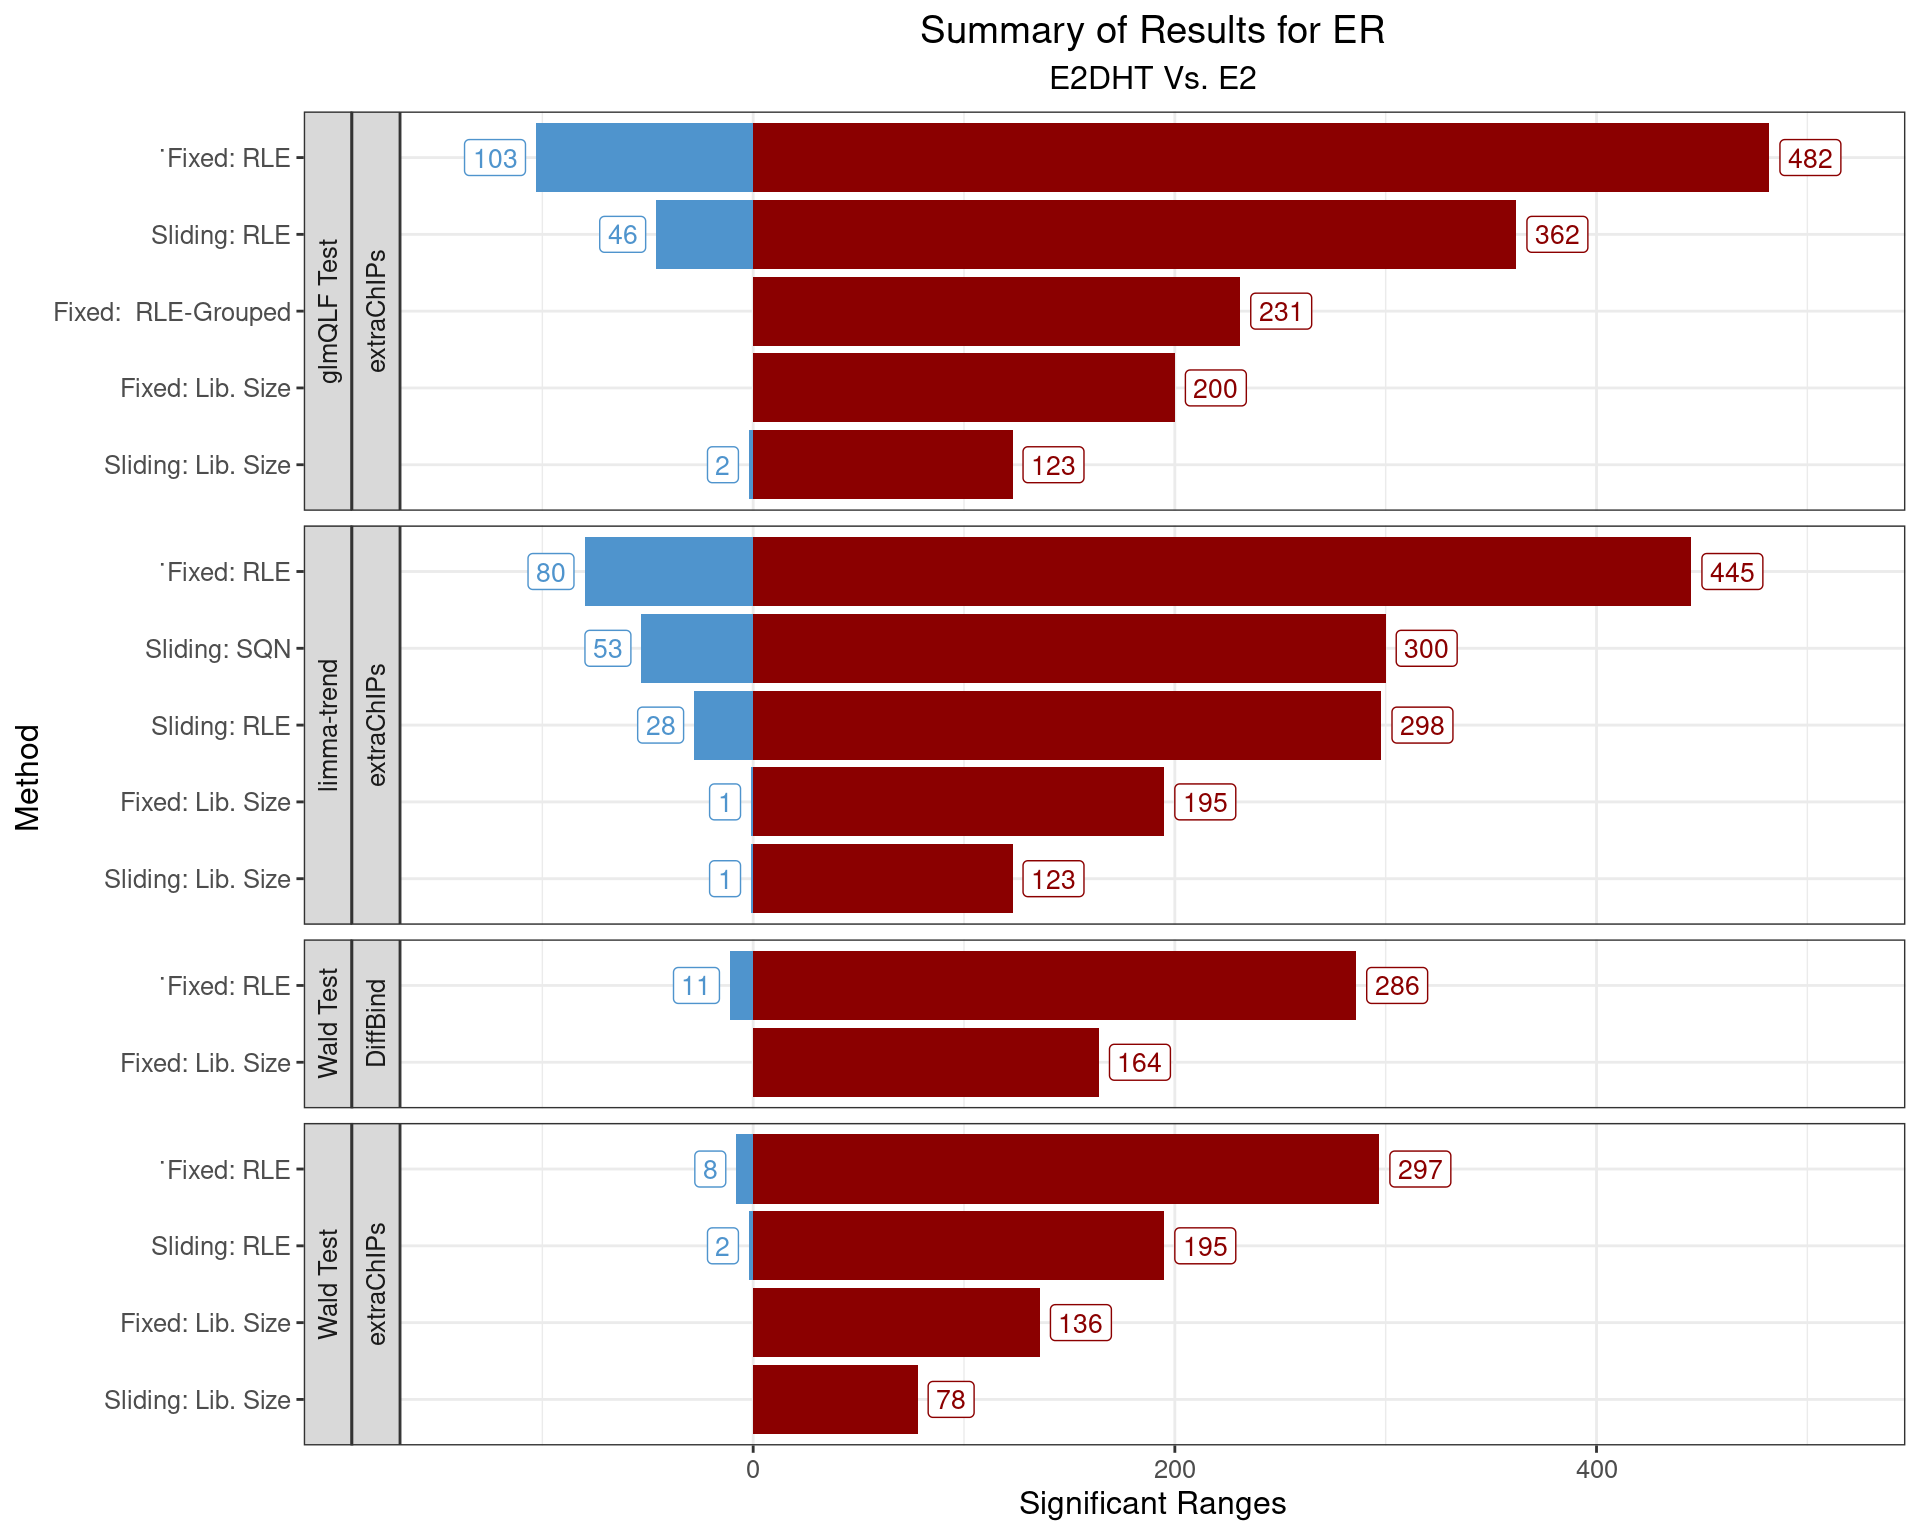 Summary of Results for ER
E2DHT Vs. E2
Method
glmQLF Test
extraChIPs
˙Fixed: RLE 103 482
Sliding: RLE 46 362
Fixed:  RLE-Grouped 231
Fixed: Lib. Size 200
Sliding: Lib. Size 2 123
limma-trend
extraChIPs
˙Fixed: RLE 80 445
Sliding: SQN 53 300
Sliding: RLE 28 298
Fixed: Lib. Size 1 195
Sliding: Lib. Size 1 123
Wald Test
DiffBind
˙Fixed: RLE 11 286
Fixed: Lib. Size 164
Wald Test
extraChIPs
˙Fixed: RLE 8 297
Sliding: RLE 2 195
Fixed: Lib. Size 136
Sliding: Lib. Size 78
0 200 400
Significant Ranges